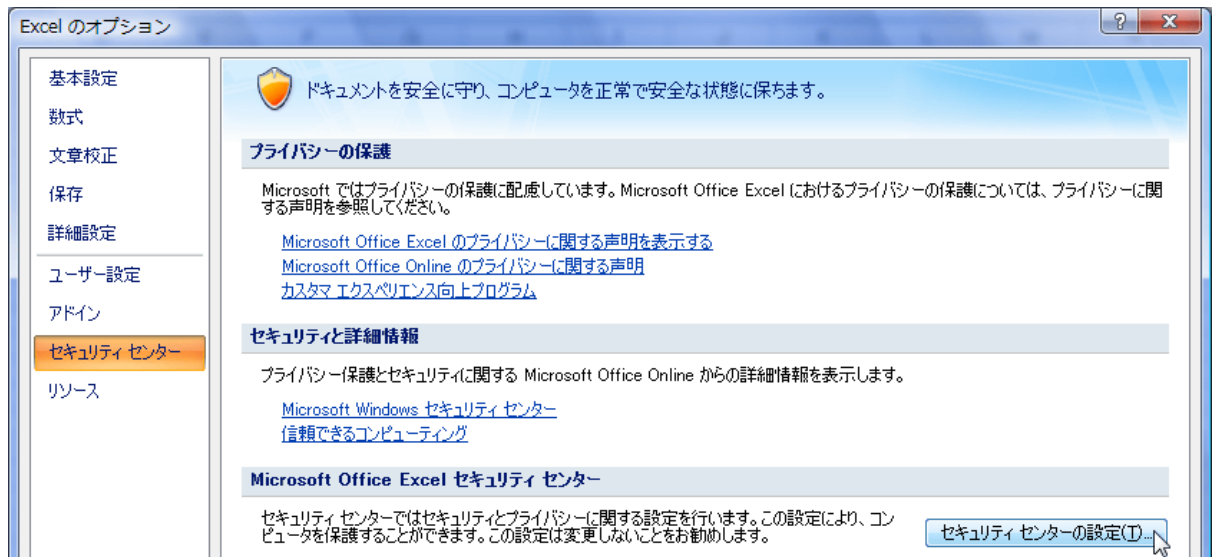 Excel のオプション
基本設定
数式
文章校正
保存
詳細設定
ユーザー設定
アドイン
セキュリティ センター
リソース
ドキュメントを安全に守り、コンピュータを正常で安全な状態に保ちます。
プライバシーの保護
Microsoft ではプライバシーの保護に配慮しています。Microsoft Office Excel におけるプライバシーの保護については、プライバシーに関
する声明を参照してください。
Microsoft Office Excel のプライバシーに関する声明を表示する
Microsoft Office Online のプライバシーに関する声明
カスタマ エクスペリエンス向上プログラム
セキュリティと詳細情報
プライバシー保護とセキュリティに関する Microsoft Office Online からの詳細情報を表示します。
Microsoft Windows セキュリティ センター
信頼できるコンピューティング
Microsoft Office Excel セキュリティ センター
セキュリティ センターではセキュリティとプライバシーに関する設定を行います。この設定により、コン
ピュータを保護することができます。この設定は変更しないことをお勧めします。
セキュリティ センターの設定(T)...